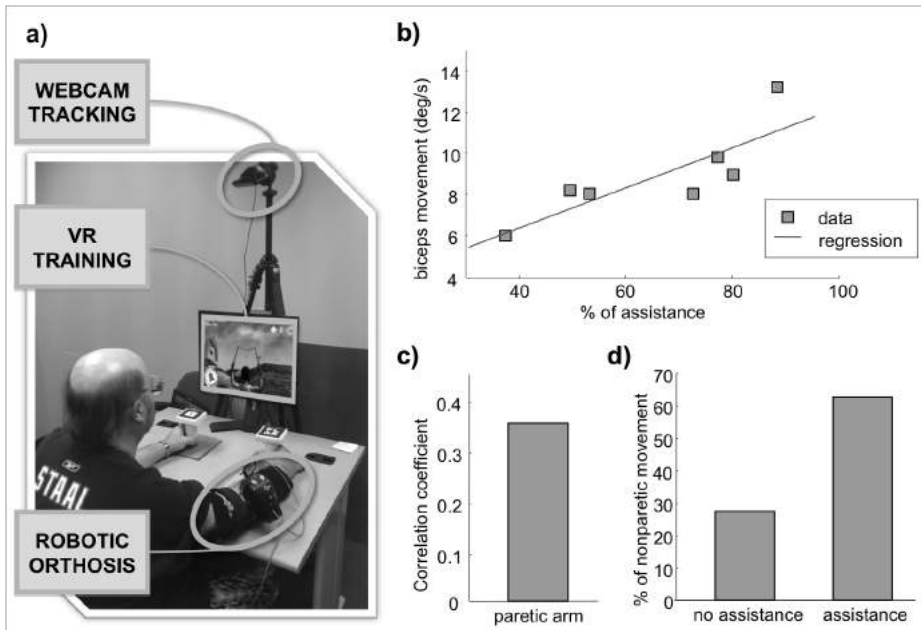 a)
WEBCAM
TRACKING
VR
TRAINING
ROBOTIC
ORTHOSIS
STAAL
b)
biceps movement (deg/s)
14
12
10
8
6
4
40
60
80
100
% of assistance
data
regression
c)
Correlation coefficient
0.4
0.3
0.2
0.1
0
paretic arm
d)
% of nonparetic movement
70
60
50
40
30
20
10
0
no assistance
assistance